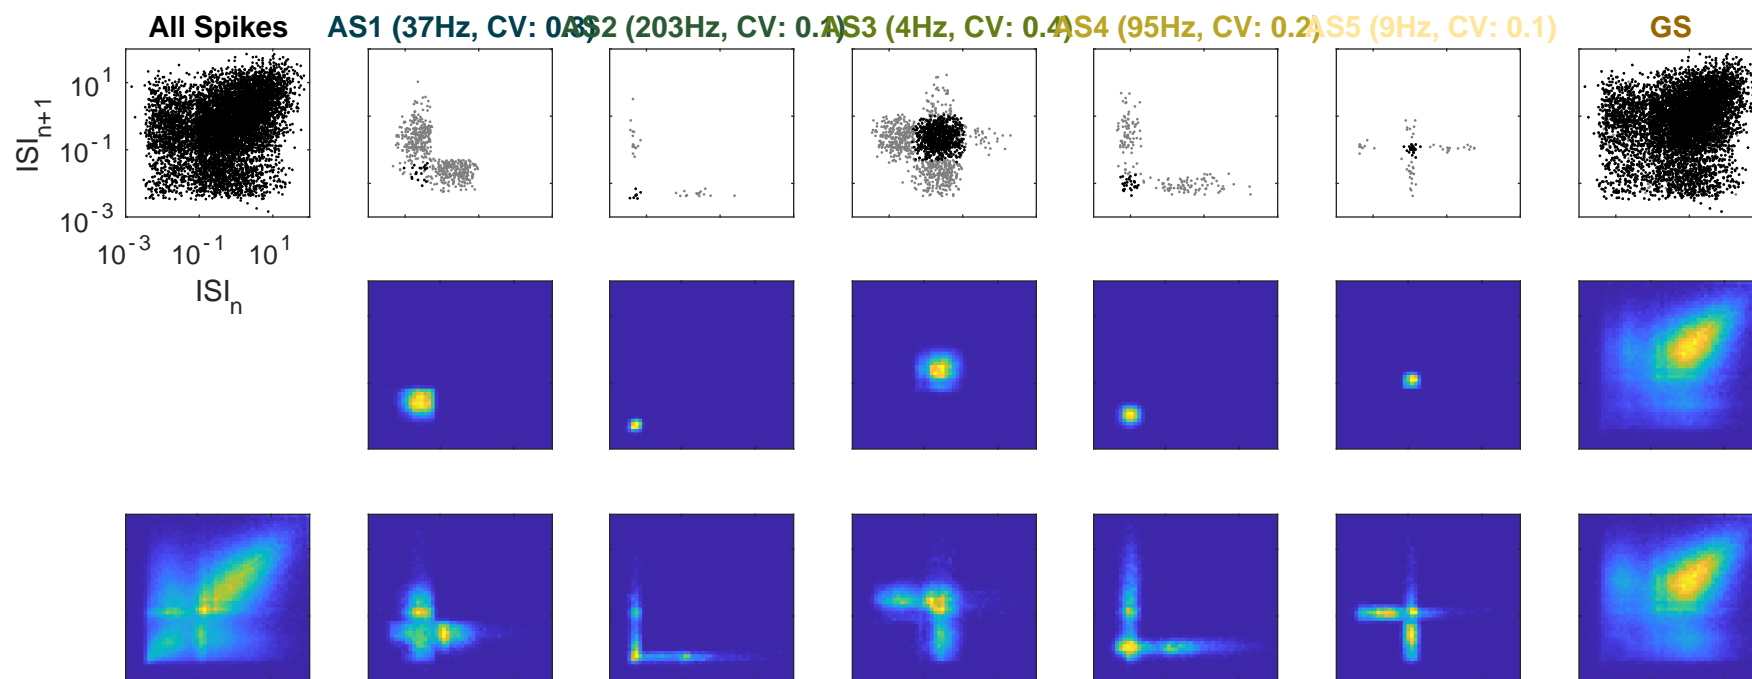 All Spikes
AS1 (37Hz, CV: 0.3)
AS2 (203Hz, CV: 0.1)
AS3 (4Hz, CV: 0.4)
AS4 (95Hz, CV: 0.2)
AS5 (9Hz, CV: 0.1)
GS
ISI_{n+1}
10^1
10^{-1}
10^{-3}
10^{-3} 10^{-1} 10^1
ISI_n